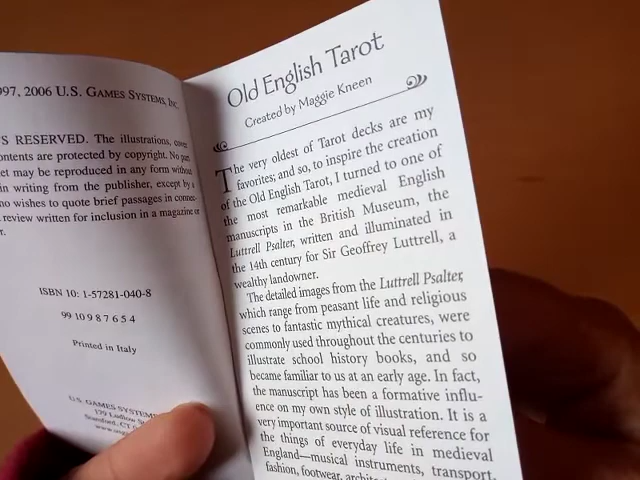 997, 2006 U.S. GAMES SYSTEMS, INC.
S RESERVED. The illustrations, cover
ontents are protected by copyright. No part
et may be reproduced in any form without
in writing from the publisher, except by a
ho wishes to quote brief passages in connec-
review written for inclusion in a magazine or
r.
ISBN 10: 1-57281-040-8
99 10 9 8 7 6 5 4
Printed in Italy
U.S. GAMES SYSTEMS
179 Ludlow St
Stamford, CT
www.
Old English Tarot
Created by Maggie Kneen
The very oldest of Tarot decks are my
favorites; and so, to inspire the creation
of the Old English Tarot, I turned to one of
the most remarkable medieval English
manuscripts in the British Museum, the
Luttrell Psalter, written and illuminated in
the 14th century for Sir Geoffrey Luttrell, a
wealthy landowner.
The detailed images from the Luttrell Psalter,
which range from peasant life and religious
scenes to fantastic mythical creatures, were
commonly used throughout the centuries to
illustrate school history books, and so
became familiar to us at an early age. In fact,
the manuscript has been a formative influ-
ence on my own style of illustration. It is a
very important source of visual reference for
the things of everyday life in medieval
England—musical instruments, transport,
fashion, footwear,